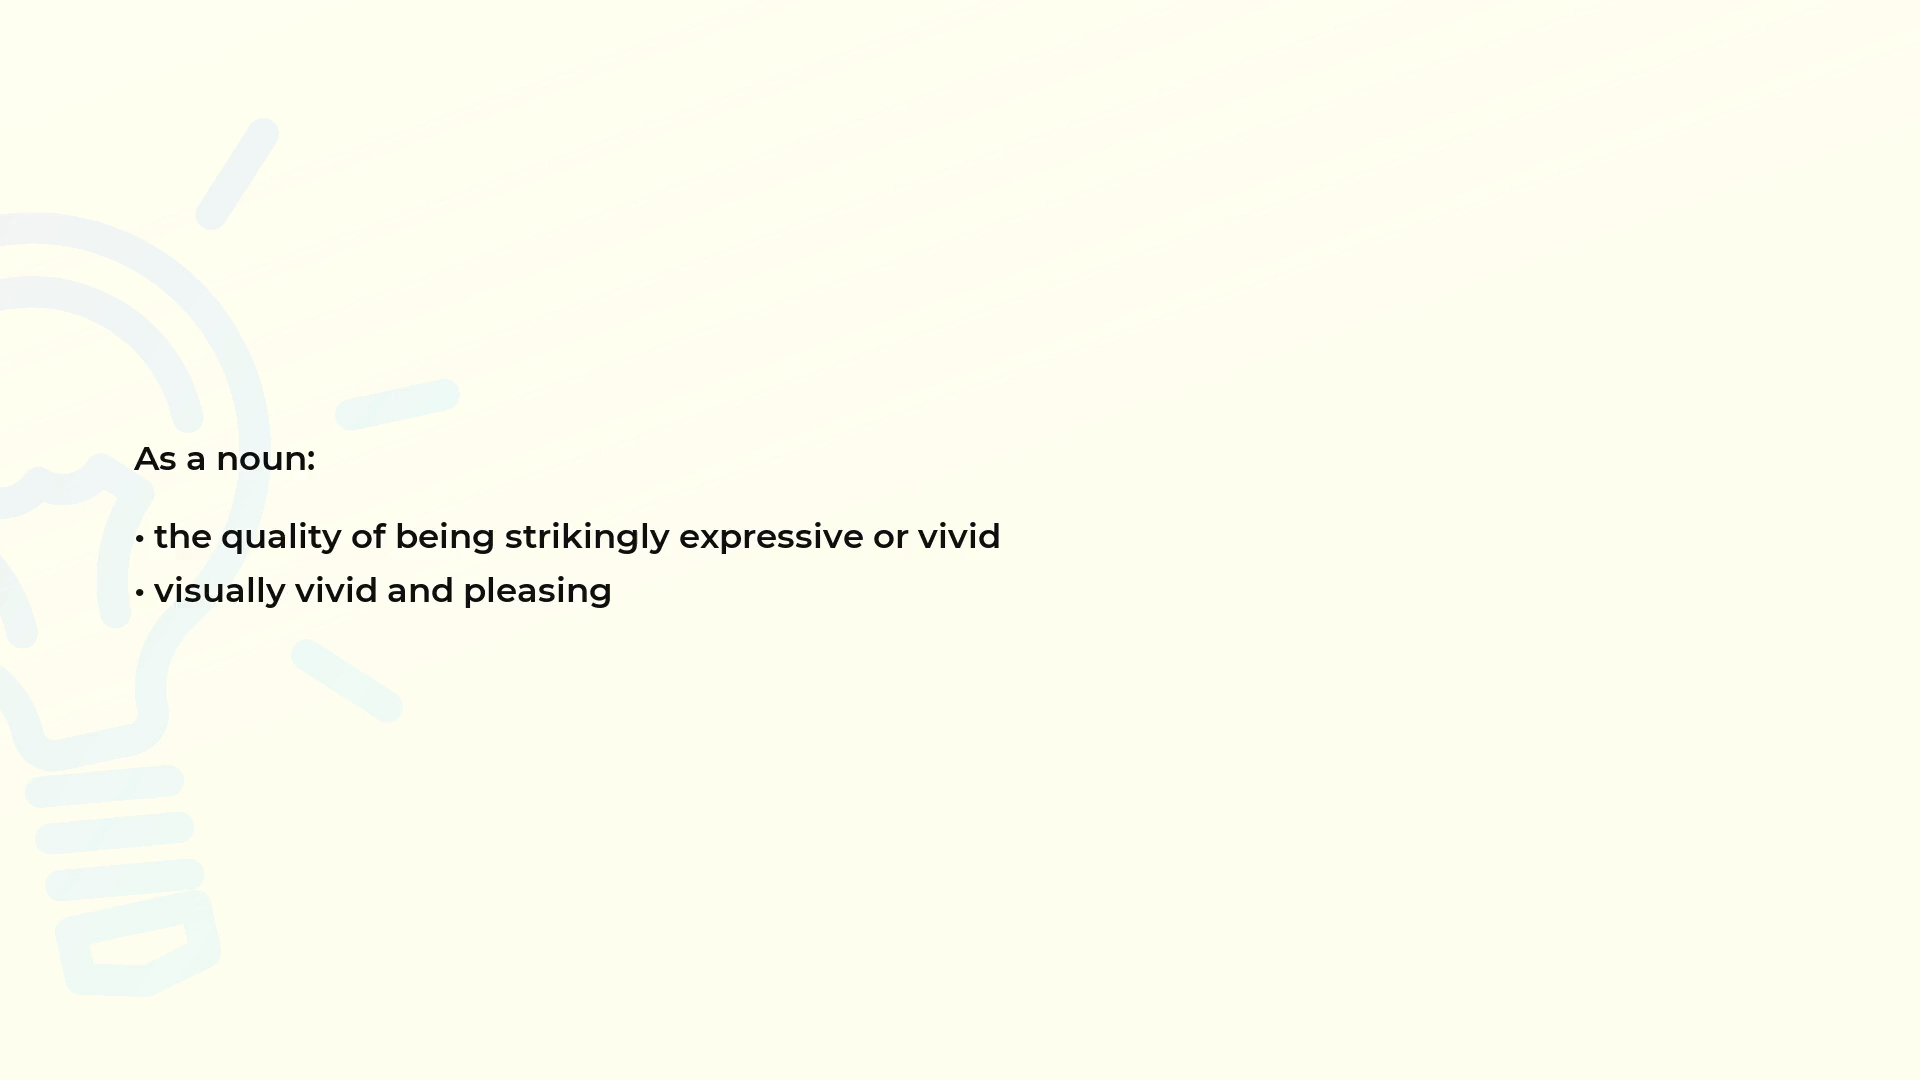 As a noun:
• the quality of being strikingly expressive or vivid
• visually vivid and pleasing